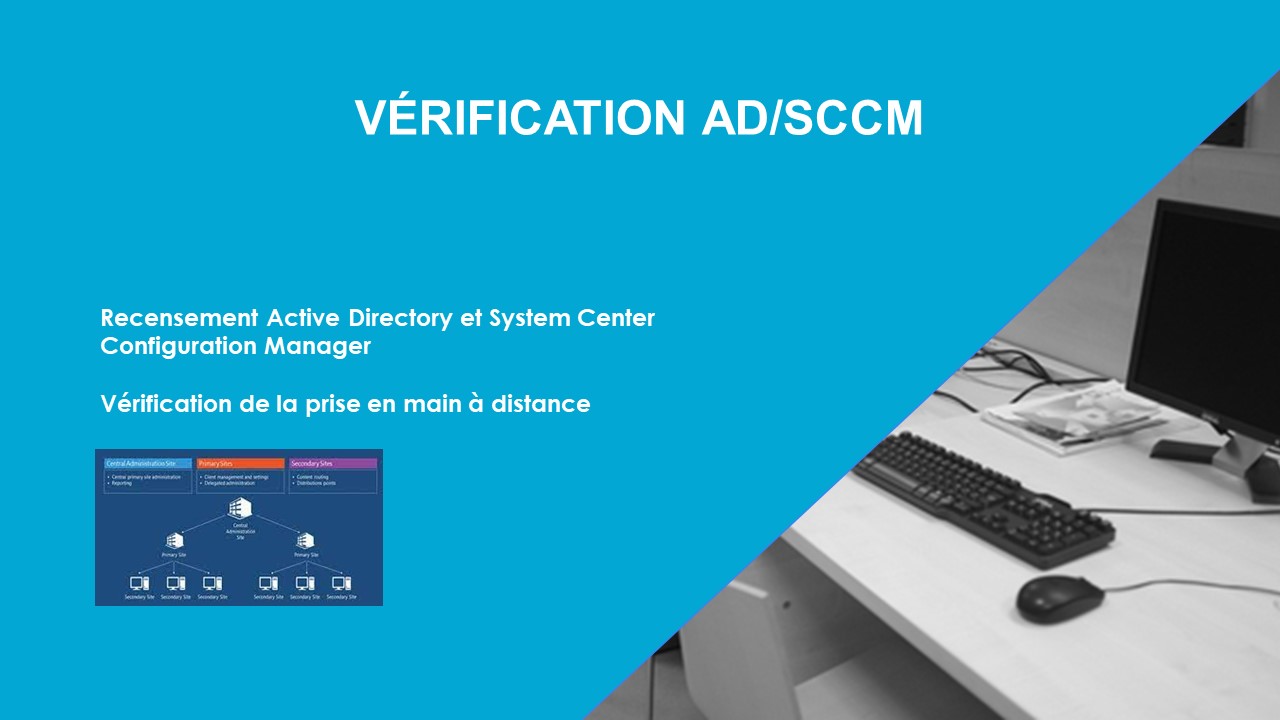 VÉRIFICATION AD/SCCM
Recensement Active Directory et System Center
Configuration Manager
Vérification de la prise en main à distance
Central Administration Site
Primary Sites
Secondary Sites
• Central primary site administration
• Reporting
• Client management and settings
• Delegated administration
• Content routing
• Distributions points
Central
Administration
Site
Primary Site
Primary Site
Secondary Site
Secondary Site
Secondary Site
Secondary Site
Secondary Site
Secondary Site